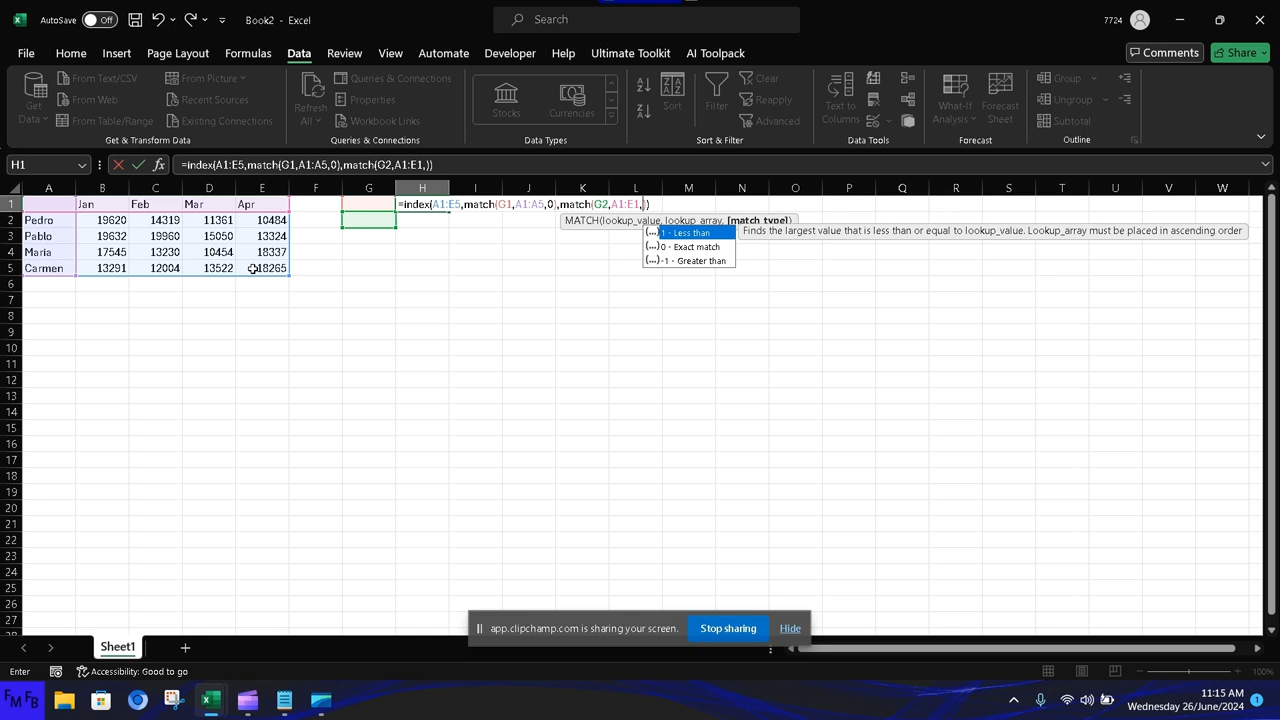 AutoSave Off Book2 - Excel Search 7724
File Home Insert Page Layout Formulas Data Review View Automate Developer Help Ultimate Toolkit AI Toolpack Comments Share
Get Data From Text/CSV From Picture Refresh All Queries & Connections Stocks Currencies Sort Filter Clear Text to Columns What-If Analysis Forecast Sheet Group
From Web Recent Sources Properties Reapply Ungroup
From Table/Range Existing Connections Workbook Links Advanced Subtotal
Get & Transform Data Queries & Connections Data Types Sort & Filter Data Tools Forecast Outline
H1 fx =index(A1:E5,match(G1,A1:A5,0),match(G2,A1:E1,))
A B C D E F G H I J K L M N O P Q R S T U V W
1 Jan Feb Mar Apr =index(A1:E5,match(G1,A1:A5,0),match(G2,A1:E1,))
2 Pedro 19620 14319 11361 10484 MATCH(lookup_value, lookup_array, [match_type])
3 Pablo 19632 19960 15050 13324 (...) 1 - Less than Finds the largest value that is less than or equal to lookup_value. Lookup_array must be placed in ascending order
4 Maria 17545 13230 10454 18337 (...) 0 - Exact match
5 Carmen 13291 12004 13522 18265 (...) -1 - Greater than
6
7
8
9
10
11
12
13
14
15
16
17
18
19
20
21
22
23
24
25
26
27
28
app.clipchamp.com is sharing your screen. Stop sharing Hide
Sheet1
Enter Accessibility: Good to go 100%
FM FB 11:15 AM
Wednesday 26/June/2024 1